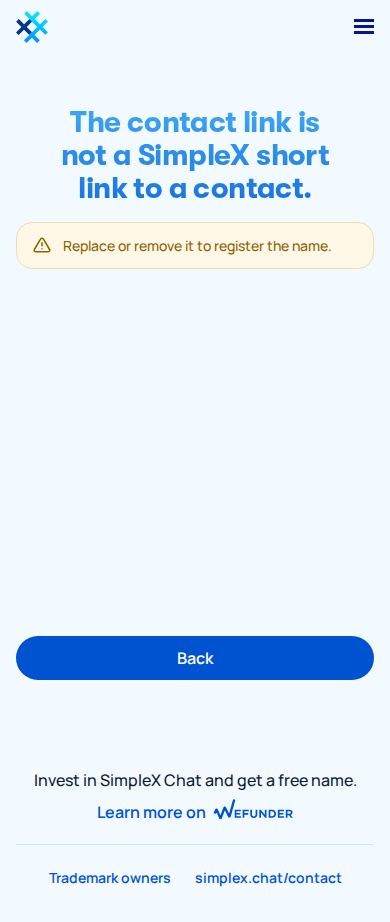 The contact link is
not a SimpleX short
link to a contact.
Replace or remove it to register the name.
Back
Invest in SimpleX Chat and get a free name.
Learn more on WEFUNDER
Trademark owners simplex.chat/contact